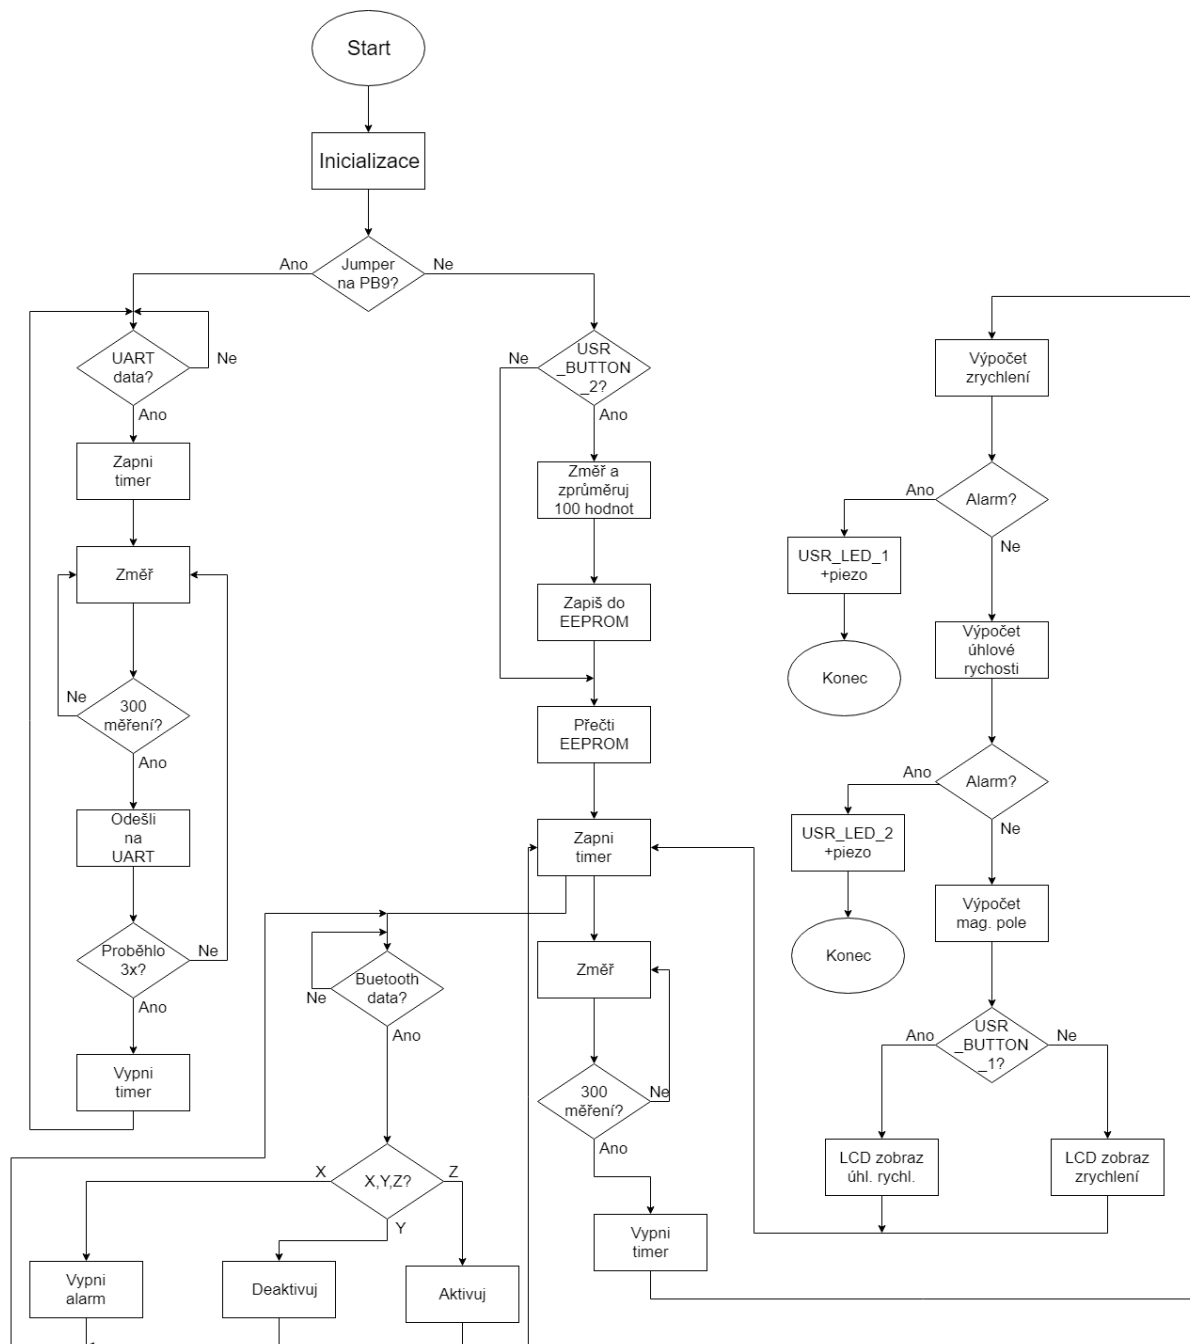 Start
Inicializace
Jumper
na PB9?
Ano
Ne
UART
data?
Ne
Ano
Zapni
timer
Změř
300
měření?
Ne
Ano
Odešli
na
UART
Proběhlo
3x?
Ne
Ano
Vypni
timer
USR
_BUTTON
_2?
Ne
Ano
Změř a
zprůměruj
100 hodnot
Zapiš do
EEPROM
Přečti
EEPROM
Zapni
timer
Buetooth
data?
Ne
Ano
X,Y,Z?
X
Y
Z
Vypni
alarm
Deaktivuj
Aktivuj
Změř
300
měření?
Ne
Ano
Vypni
timer
Výpočet
zrychlení
Alarm?
Ano
Ne
USR_LED_1
+piezo
Konec
Výpočet
úhlové
rychosti
Alarm?
Ano
Ne
USR_LED_2
+piezo
Konec
Výpočet
mag. pole
USR
_BUTTON
_1?
Ano
Ne
LCD zobraz
úhl. rychl.
LCD zobraz
zrychlení